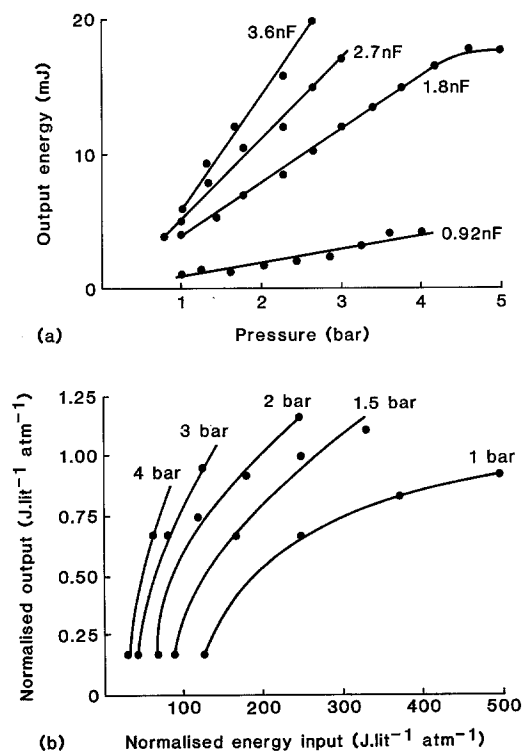 20
10
0
Output energy (mJ)
3.6nF
2.7nF
1.8nF
0.92nF
1 2 3 4 5
(a) Pressure (bar)
1.25
1.00
0.75
0.50
0.25
0
Normalised output (J.lit⁻¹ atm⁻¹)
4 bar
3 bar
2 bar
1.5 bar
1 bar
100 200 300 400 500
(b) Normalised energy input (J.lit⁻¹ atm⁻¹)